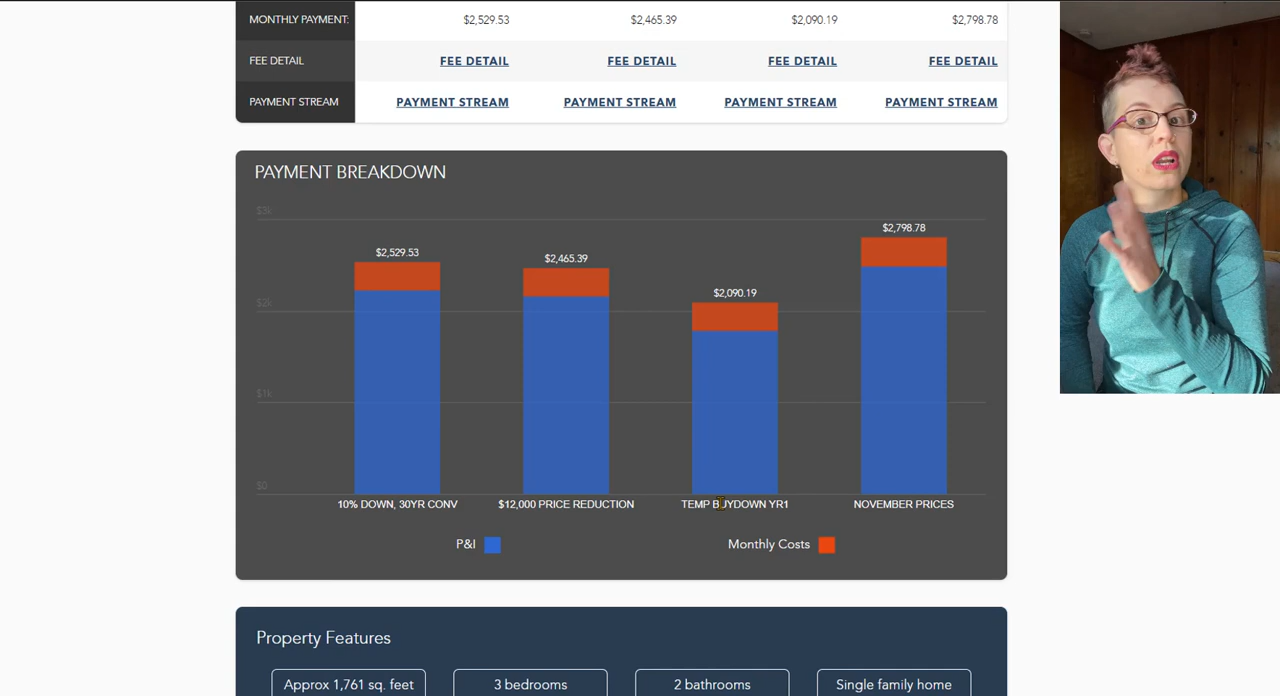 MONTHLY PAYMENT: $2,529.53 $2,465.39 $2,090.19 $2,798.78
FEE DETAIL FEE DETAIL FEE DETAIL FEE DETAIL FEE DETAIL
PAYMENT STREAM PAYMENT STREAM PAYMENT STREAM PAYMENT STREAM PAYMENT STREAM
PAYMENT BREAKDOWN
$3k
$2,798.78
$2,529.53
$2,465.39
$2,090.19
$2k
$1k
$0
10% DOWN, 30YR CONV $12,000 PRICE REDUCTION TEMP BUYDOWN YR1 NOVEMBER PRICES
P&I Monthly Costs
Property Features
Approx 1,761 sq. feet 3 bedrooms 2 bathrooms Single family home